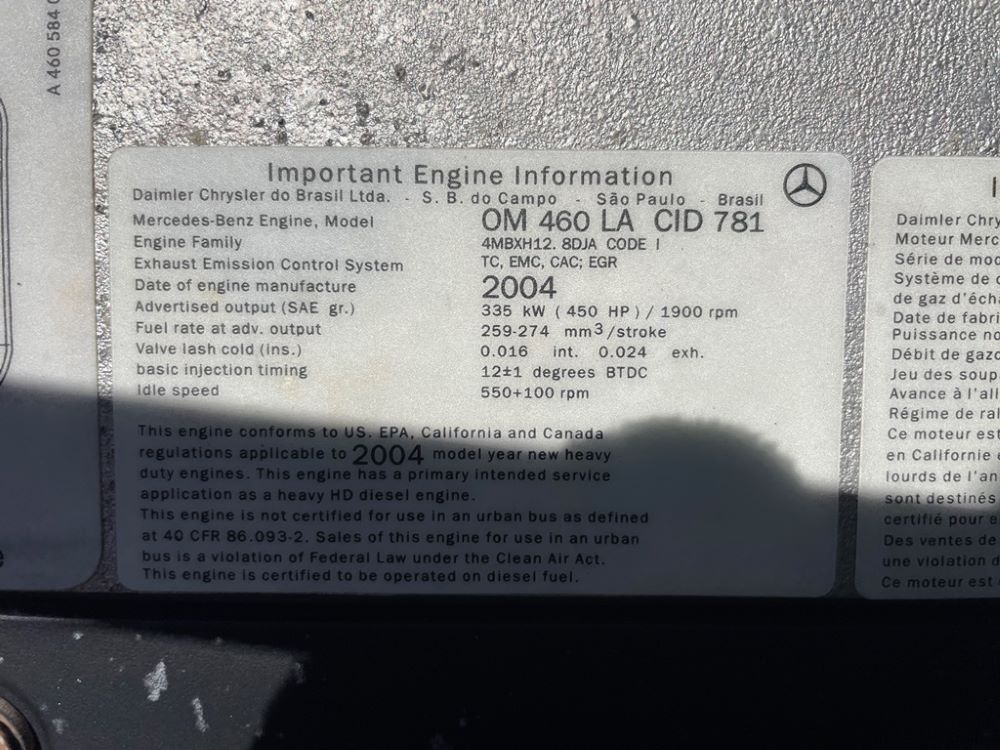 A 460 584 0
Important Engine Information
Daimler Chrysler do Brasil Ltda. - S. B. do Campo - São Paulo - Brasil
Mercedes-Benz Engine, Model OM 460 LA CID 781
Engine Family 4MBXH12. 8DJA CODE I
Exhaust Emission Control System TC, EMC, CAC; EGR
Date of engine manufacture 2004
Advertised output (SAE gr.) 335 kW ( 450 HP ) / 1900 rpm
Fuel rate at adv. output 259-274 mm3/stroke
Valve lash cold (ins.) 0.016 int. 0.024 exh.
basic injection timing 12±1 degrees BTDC
Idle speed 550+100 rpm
This engine conforms to US. EPA, California and Canada
regulations applicable to 2004 model year new heavy
duty engines. This engine has a primary intended service
application as a heavy HD diesel engine.
This engine is not certified for use in an urban bus as defined
at 40 CFR 86.093-2. Sales of this engine for use in an urban
bus is a violation of Federal Law under the Clean Air Act.
This engine is certified to be operated on diesel fuel.
Daimler Chry
Moteur Merc
Série de mod
Système de
de gaz d'écha
Date de fabri
Puissance no
Débit de gazo
Jeu des soup
Avance à l'all
Régime de ral
Ce moteur est
en Californie
lourds de l'an
sont destinés
certifié pour
Des ventes de
une violation d
Ce moteur est